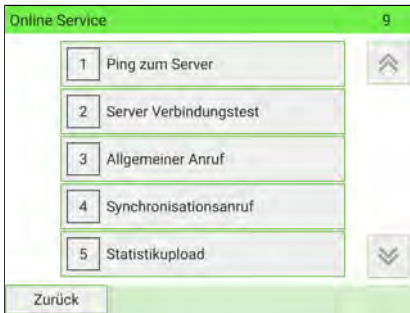 Online Service 9
1 Ping zum Server
2 Server Verbindungstest
3 Allgemeiner Anruf
4 Synchronisationsanruf
5 Statistikupload
Zurück